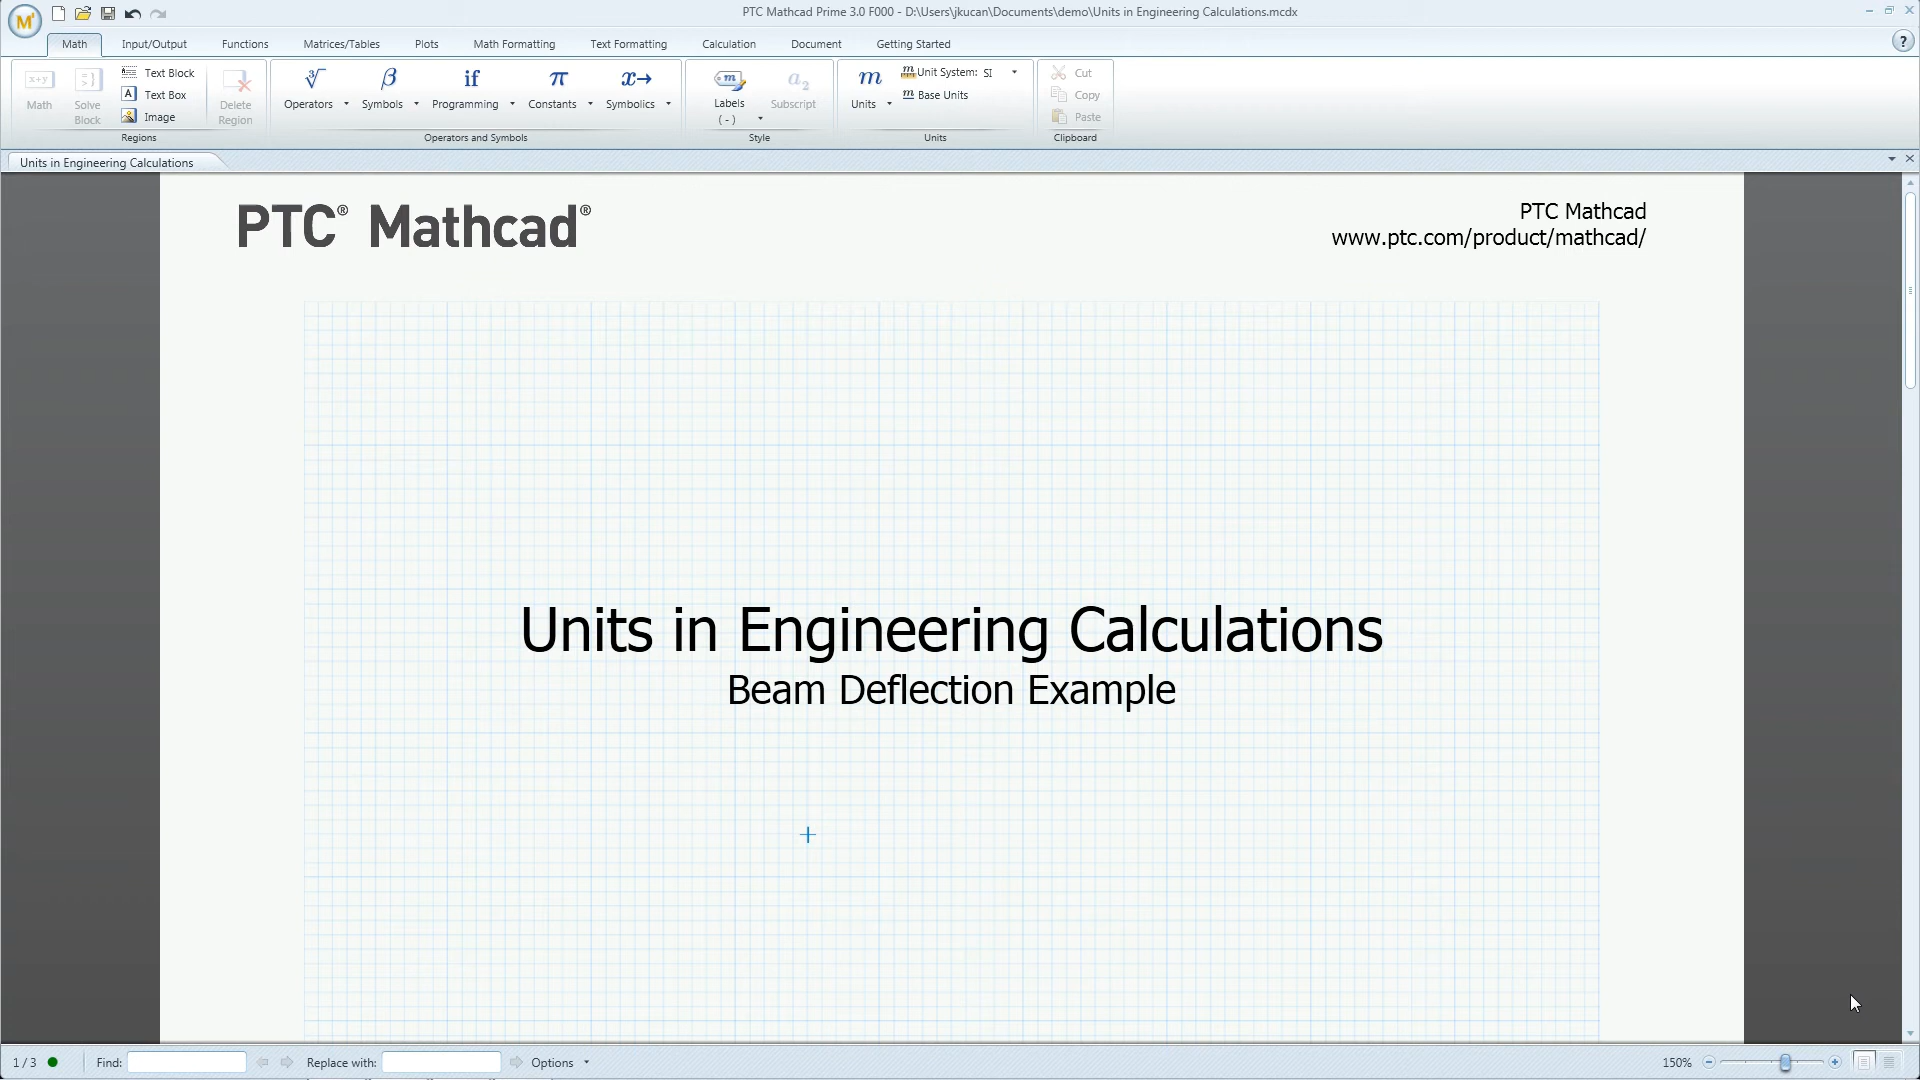 PTC Mathcad Prime 3.0 F000 - D:\Users\jkucan\Documents\demo\Units in Engineering Calculations.mcdx
Math Input/Output Functions Matrices/Tables Plots Math Formatting Text Formatting Calculation Document Getting Started
Math
Solve Block
Text Block
Text Box
Image
Delete Region
Regions
Operators
Symbols
if
Programming
π
Constants
Symbolics
Operators and Symbols
Labels
( - )
Subscript
Style
m
Units
Unit System: SI
Base Units
Units
Cut
Copy
Paste
Clipboard
Units in Engineering Calculations
PTC® Mathcad®
PTC Mathcad
www.ptc.com/product/mathcad/
Units in Engineering Calculations
Beam Deflection Example
1 / 3 Find: Replace with: Options 150%